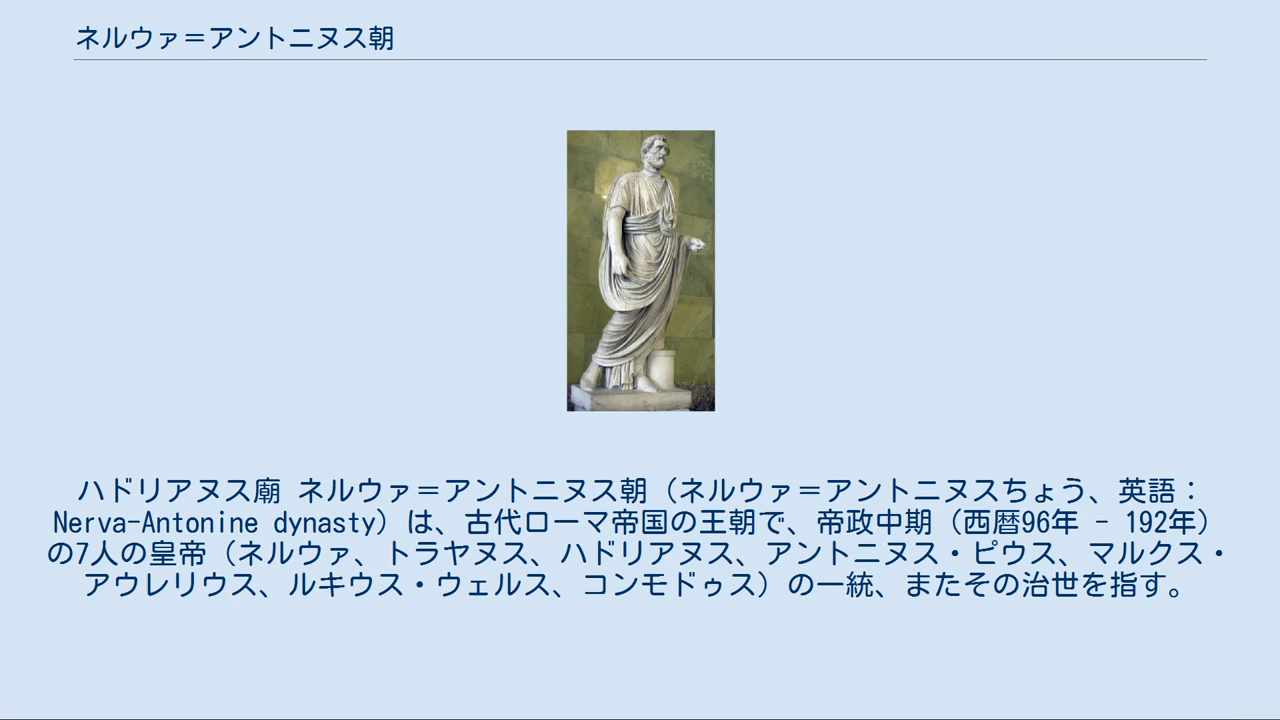 ネルウァ＝アントニヌス朝
ハドリアヌス廟 ネルウァ＝アントニヌス朝（ネルウァ＝アントニヌスちょう、英語：
Nerva-Antonine dynasty）は、古代ローマ帝国の王朝で、帝政中期（西暦96年 - 192年）
の7人の皇帝（ネルウァ、トラヤヌス、ハドリアヌス、アントニヌス・ピウス、マルクス・
アウレリウス、ルキウス・ウェルス、コンモドゥス）の一統、またその治世を指す。